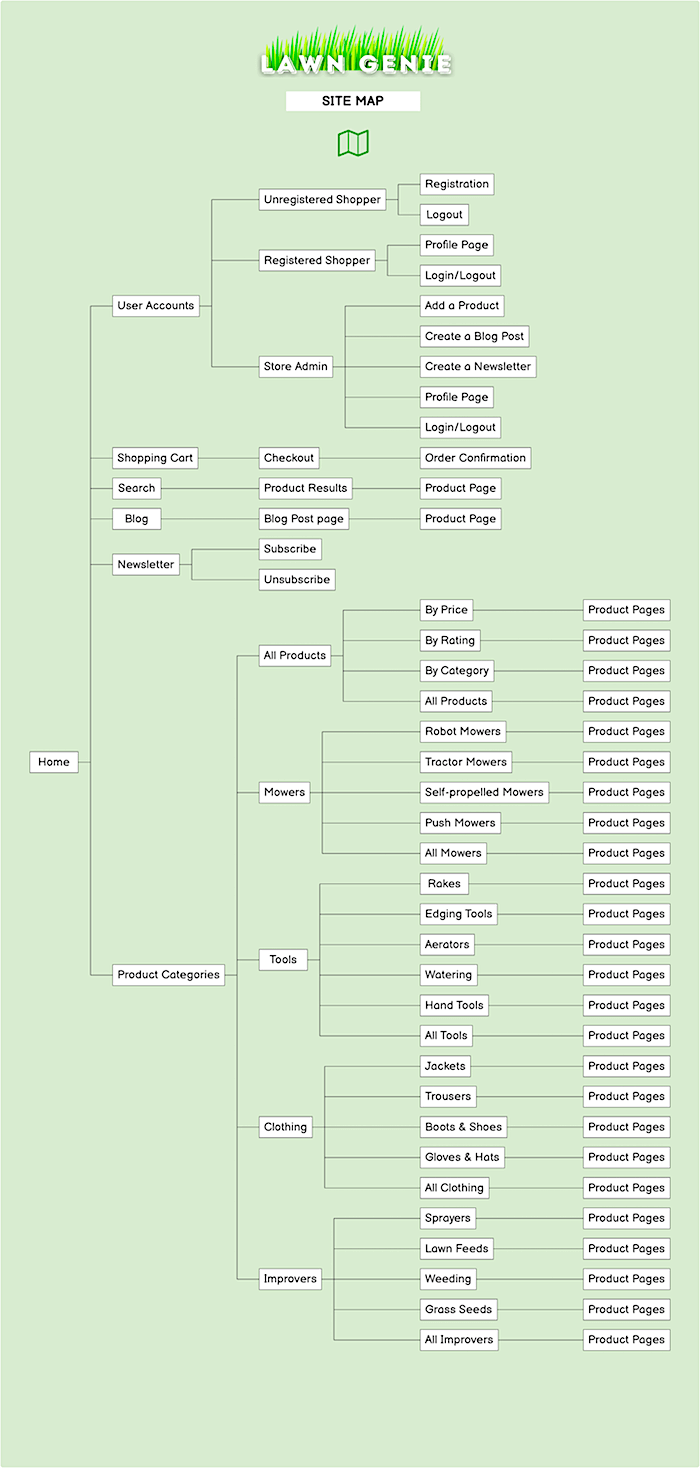 LAWN GENIE
SITE MAP
Registration
Unregistered Shopper
Logout
Profile Page
Registered Shopper
Login/Logout
User Accounts
Add a Product
Create a Blog Post
Store Admin
Create a Newsletter
Profile Page
Login/Logout
Shopping Cart
Checkout
Order Confirmation
Search
Product Results
Product Page
Blog
Blog Post page
Product Page
Subscribe
Newsletter
Unsubscribe
By Price
Product Pages
By Rating
Product Pages
All Products
By Category
Product Pages
All Products
Product Pages
Robot Mowers
Product Pages
Home
Tractor Mowers
Product Pages
Mowers
Self-propelled Mowers
Product Pages
Push Mowers
Product Pages
All Mowers
Product Pages
Rakes
Product Pages
Edging Tools
Product Pages
Aerators
Product Pages
Tools
Product Categories
Watering
Product Pages
Hand Tools
Product Pages
All Tools
Product Pages
Jackets
Product Pages
Trousers
Product Pages
Clothing
Boots & Shoes
Product Pages
Gloves & Hats
Product Pages
All Clothing
Product Pages
Sprayers
Product Pages
Lawn Feeds
Product Pages
Improvers
Weeding
Product Pages
Grass Seeds
Product Pages
All Improvers
Product Pages